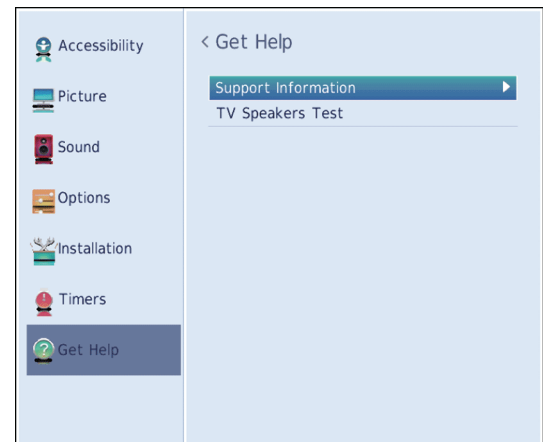 Accessibility
Picture
Sound
Options
Installation
Timers
Get Help
< Get Help
Support Information
TV Speakers Test